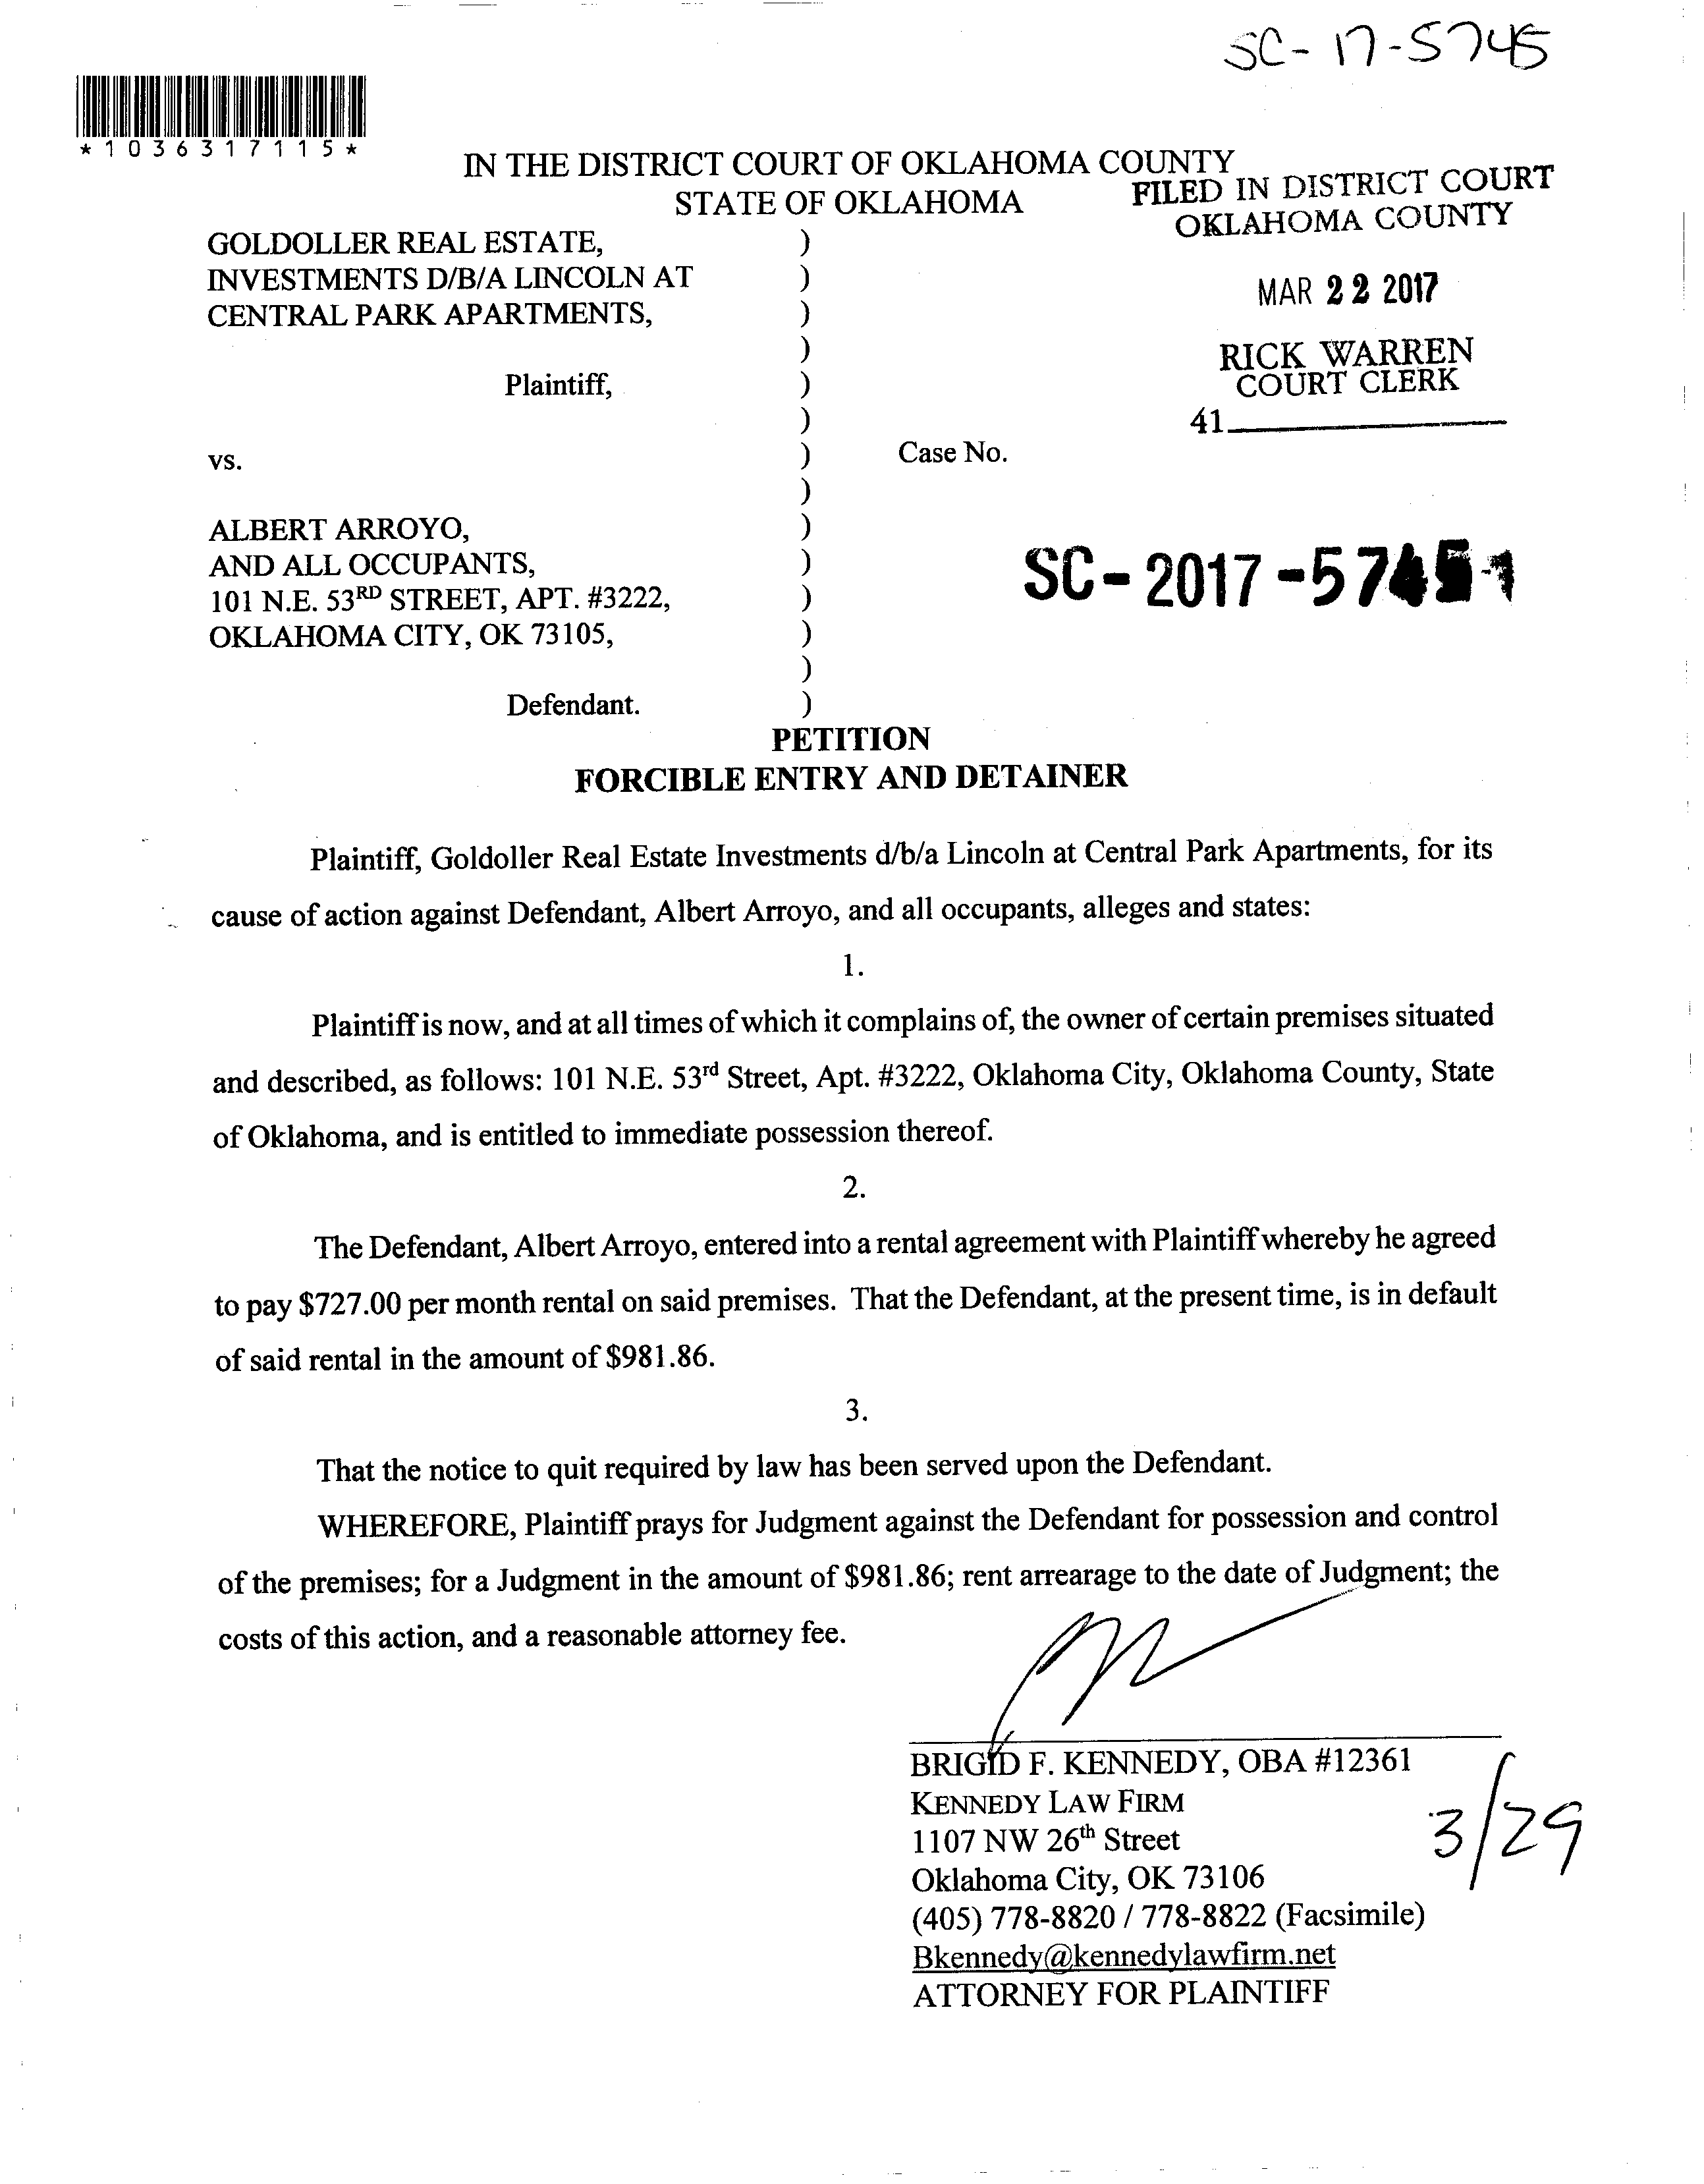 SC-17-5745
*1036317115*
IN THE DISTRICT COURT OF OKLAHOMA COUNTY
STATE OF OKLAHOMA
FILED IN DISTRICT COURT
OKLAHOMA COUNTY
MAR 22 2017
RICK WARREN
COURT CLERK
41
GOLDOLLER REAL ESTATE, )
INVESTMENTS D/B/A LINCOLN AT )
CENTRAL PARK APARTMENTS, )
)
Plaintiff, )
)
vs. ) Case No.
)
ALBERT ARROYO, )
AND ALL OCCUPANTS, )
101 N.E. 53RD STREET, APT. #3222, )
OKLAHOMA CITY, OK 73105, )
)
Defendant. )
SC-2017-5745
PETITION
FORCIBLE ENTRY AND DETAINER
Plaintiff, Goldoller Real Estate Investments d/b/a Lincoln at Central Park Apartments, for its
cause of action against Defendant, Albert Arroyo, and all occupants, alleges and states:
1.
Plaintiff is now, and at all times of which it complains of, the owner of certain premises situated
and described, as follows: 101 N.E. 53rd Street, Apt. #3222, Oklahoma City, Oklahoma County, State
of Oklahoma, and is entitled to immediate possession thereof.
2.
The Defendant, Albert Arroyo, entered into a rental agreement with Plaintiff whereby he agreed
to pay $727.00 per month rental on said premises. That the Defendant, at the present time, is in default
of said rental in the amount of $981.86.
3.
That the notice to quit required by law has been served upon the Defendant.
WHEREFORE, Plaintiff prays for Judgment against the Defendant for possession and control
of the premises; for a Judgment in the amount of $981.86; rent arrearage to the date of Judgment; the
costs of this action, and a reasonable attorney fee.
BRIGID F. KENNEDY, OBA #12361
KENNEDY LAW FIRM
1107 NW 26th Street
Oklahoma City, OK 73106
(405) 778-8820 / 778-8822 (Facsimile)
Bkennedy@kennedylawfirm.net
ATTORNEY FOR PLAINTIFF
3/29